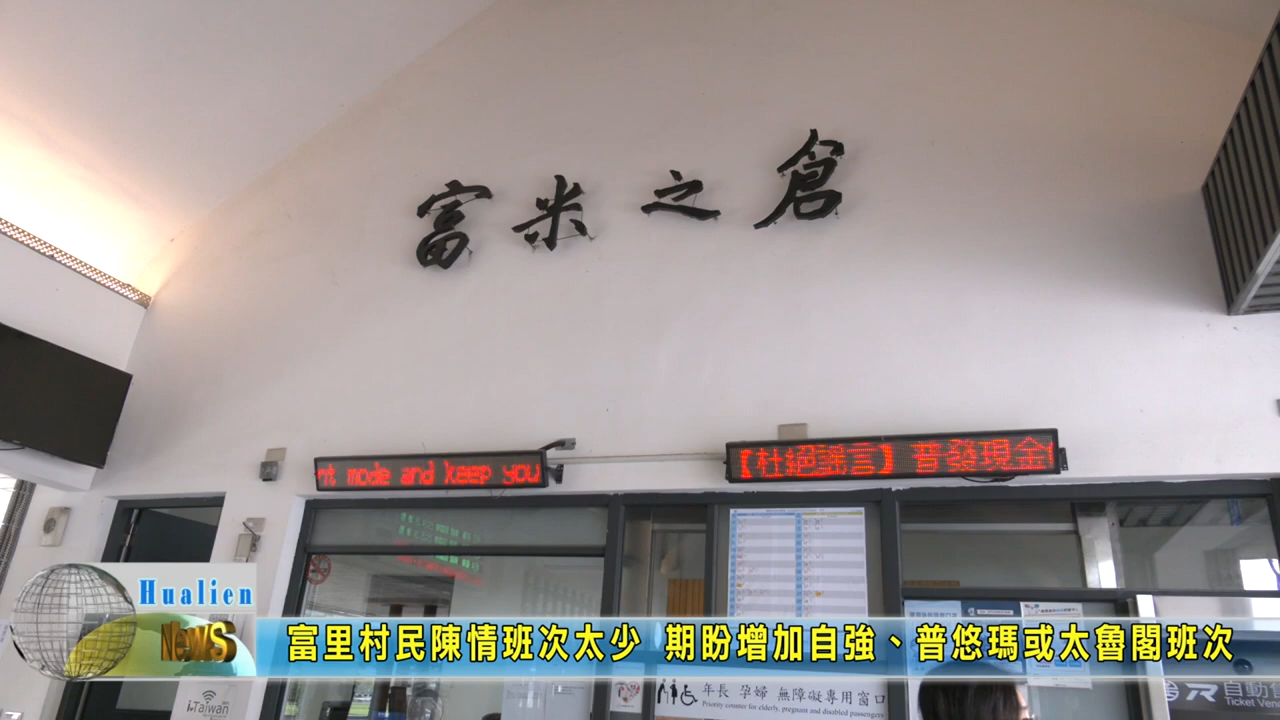 富米之倉
nt mode and keep you
【杜絕謠言】普發現金
Hualien
News
富里村民陳情班次太少 期盼增加自強、普悠瑪或太魯閣班次
iTaiwan
年長 孕婦 無障礙專用窗口
Priority counter for elderly, pregnant and disabled passengers
自動售
Ticket Ven